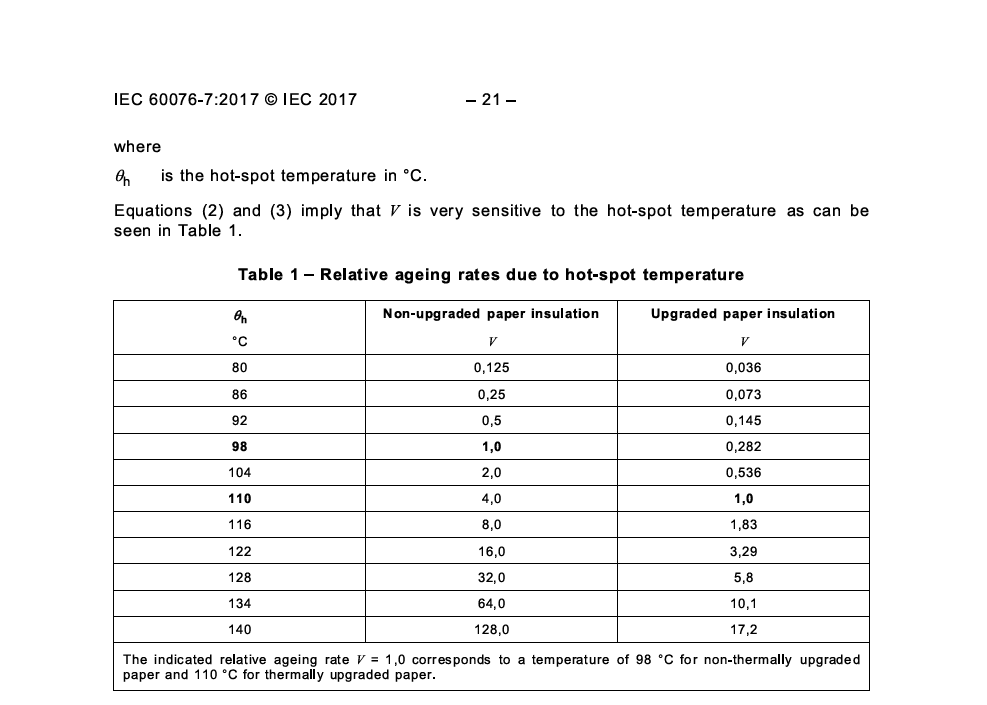 IEC 60076-7:2017 © IEC 2017 – 21 –
where
θh is the hot-spot temperature in °C.
Equations (2) and (3) imply that V is very sensitive to the hot-spot temperature as can be
seen in Table 1.
Table 1 – Relative ageing rates due to hot-spot temperature
θh Non-upgraded paper insulation Upgraded paper insulation
°C V V
80 0,125 0,036
86 0,25 0,073
92 0,5 0,145
98 1,0 0,282
104 2,0 0,536
110 4,0 1,0
116 8,0 1,83
122 16,0 3,29
128 32,0 5,8
134 64,0 10,1
140 128,0 17,2
The indicated relative ageing rate V = 1,0 corresponds to a temperature of 98 °C for non-thermally upgraded
paper and 110 °C for thermally upgraded paper.